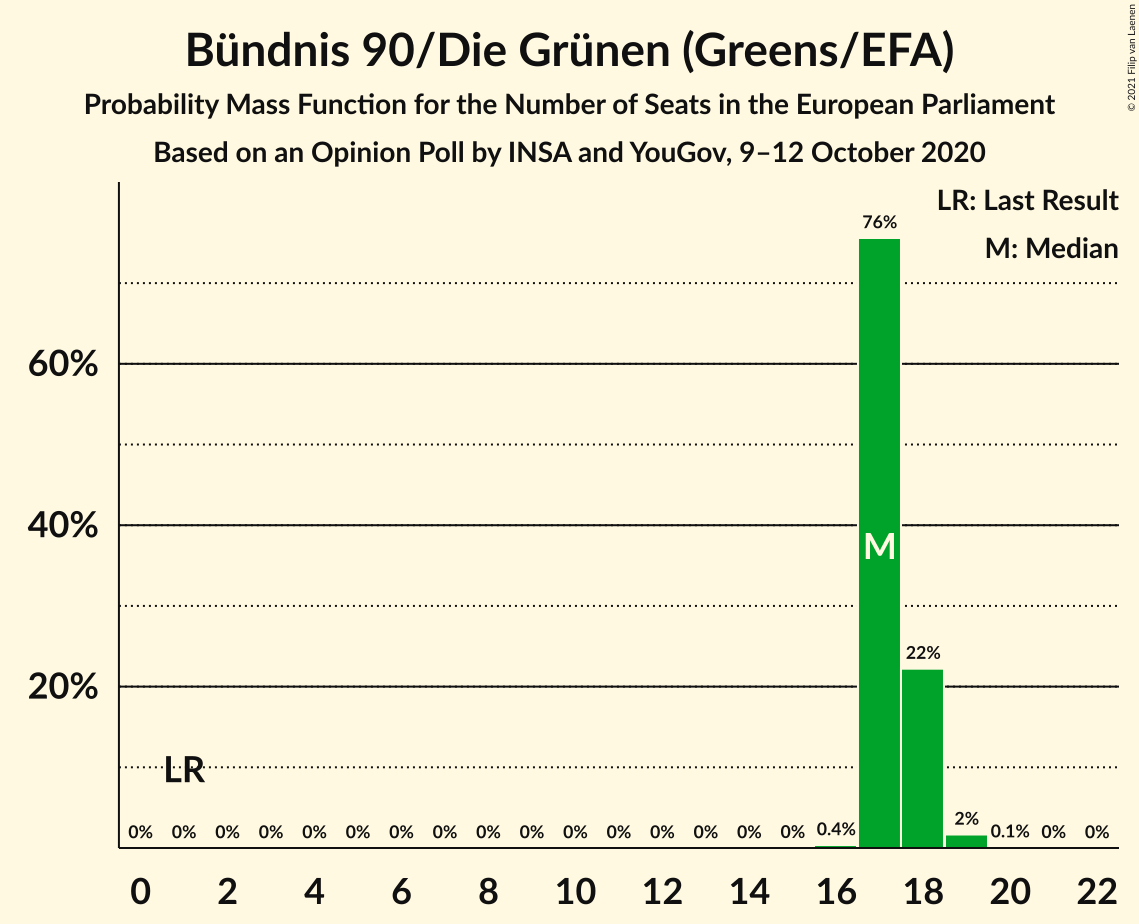 Bündnis 90/Die Grünen (Greens/EFA)
Probability Mass Function for the Number of Seats in the European Parliament
Based on an Opinion Poll by INSA and YouGov, 9–12 October 2020
© 2021 Filip van Laenen
LR: Last Result
M: Median
76%
60%
40%
M
22%
20%
LR
0% 0% 0% 0% 0% 0% 0% 0% 0% 0% 0% 0% 0% 0% 0% 0% 0.4% 2% 0.1% 0% 0%
0 2 4 6 8 10 12 14 16 18 20 22